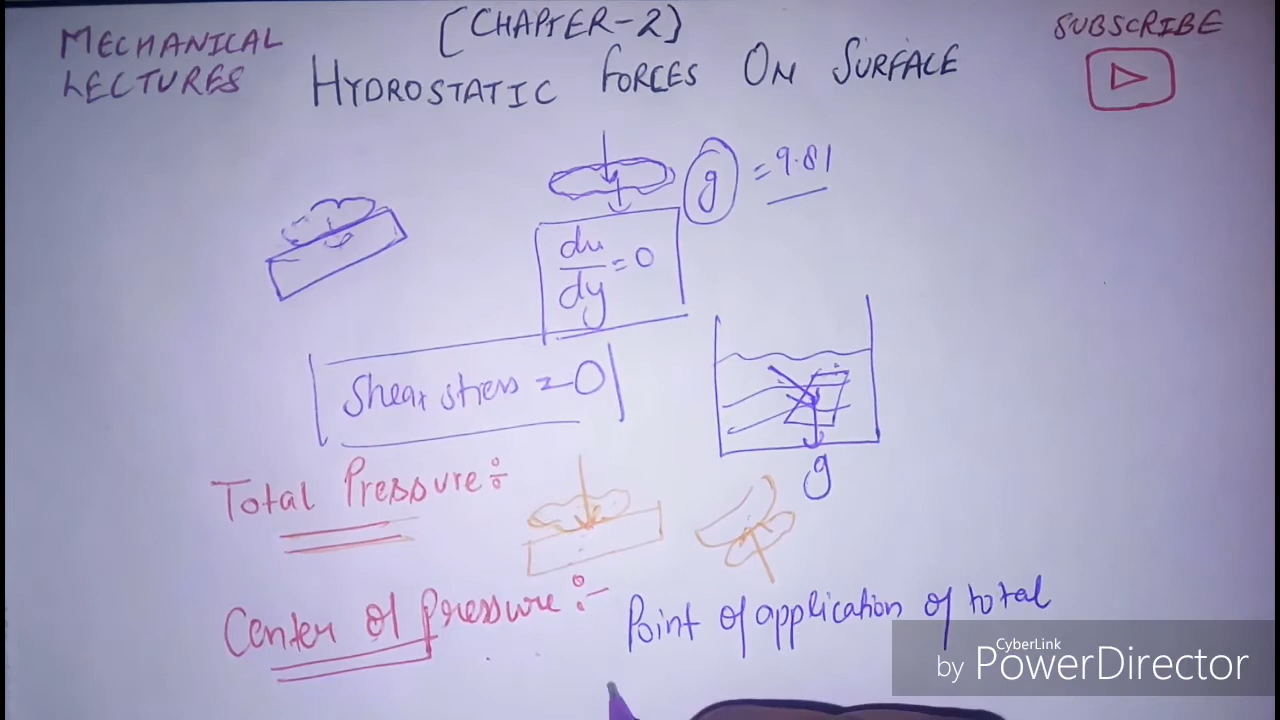 [CHAPTER-2]
MECHANICAL
LECTURES
HYDROSTATIC FORCES ON SURFACE
SUBSCRIBE
g = 9.81
du/dy = 0
Shear stress = 0
g
Total Pressure :-
Center of Pressure :- Point of application of total
CyberLink
by PowerDirector